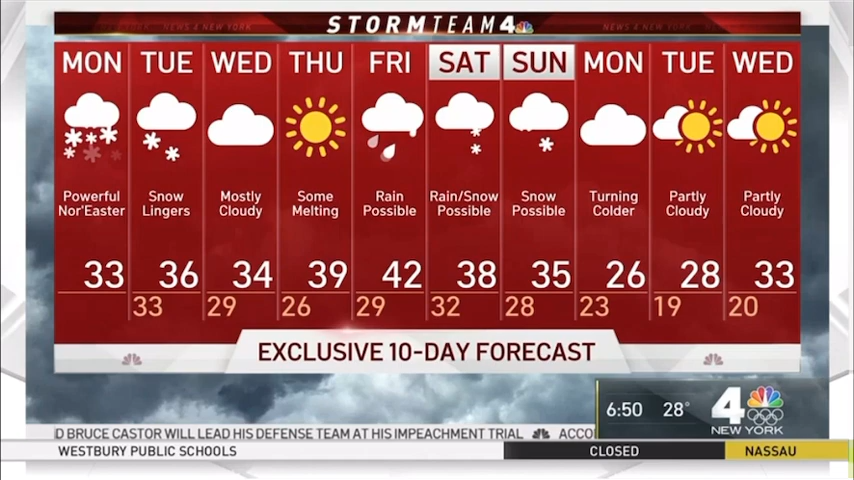 STORMTEAM4
MON TUE WED THU FRI SAT SUN MON TUE WED
Powerful Nor'Easter
Snow Lingers
Mostly Cloudy
Some Melting
Rain Possible
Rain/Snow Possible
Snow Possible
Turning Colder
Partly Cloudy
Partly Cloudy
33 36 34 39 42 38 35 26 28 33
33 29 26 29 32 28 23 19 20
EXCLUSIVE 10-DAY FORECAST
6:50 28° 4
NEW YORK
D BRUCE CASTOR WILL LEAD HIS DEFENSE TEAM AT HIS IMPEACHMENT TRIAL ACCO
WESTBURY PUBLIC SCHOOLS CLOSED NASSAU